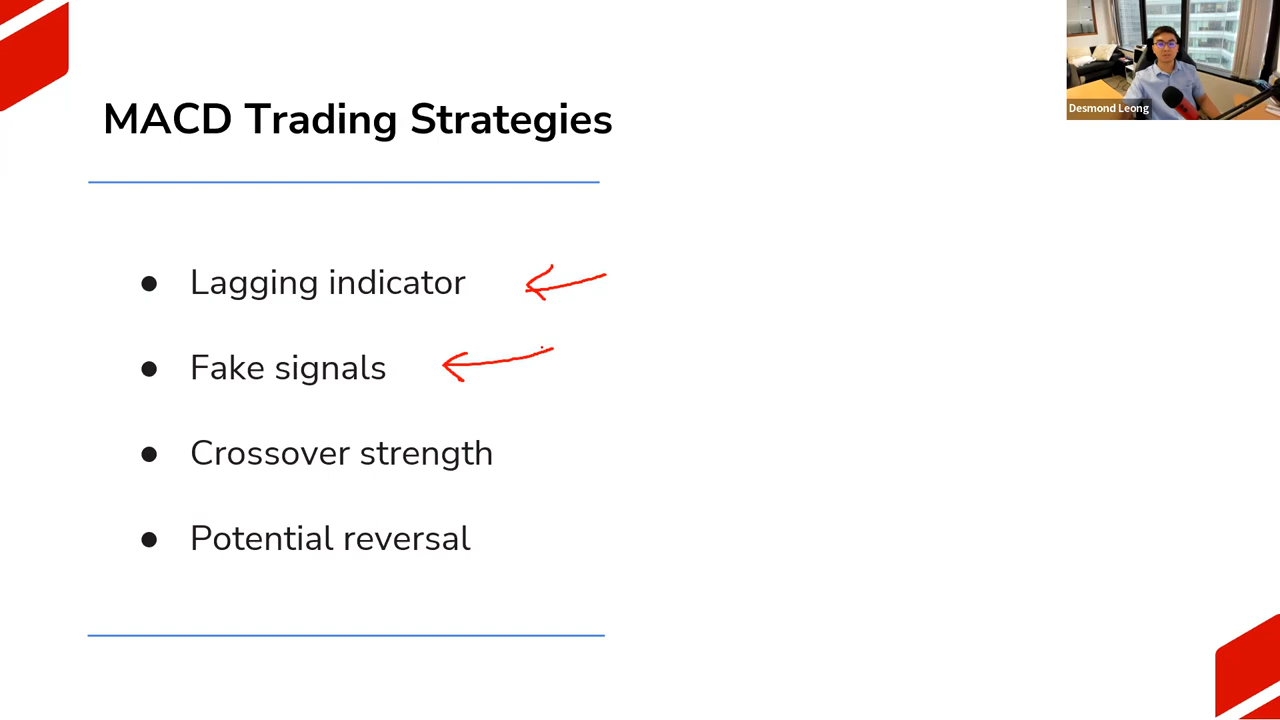 MACD Trading Strategies
Desmond Leong
● Lagging indicator
● Fake signals
● Crossover strength
● Potential reversal